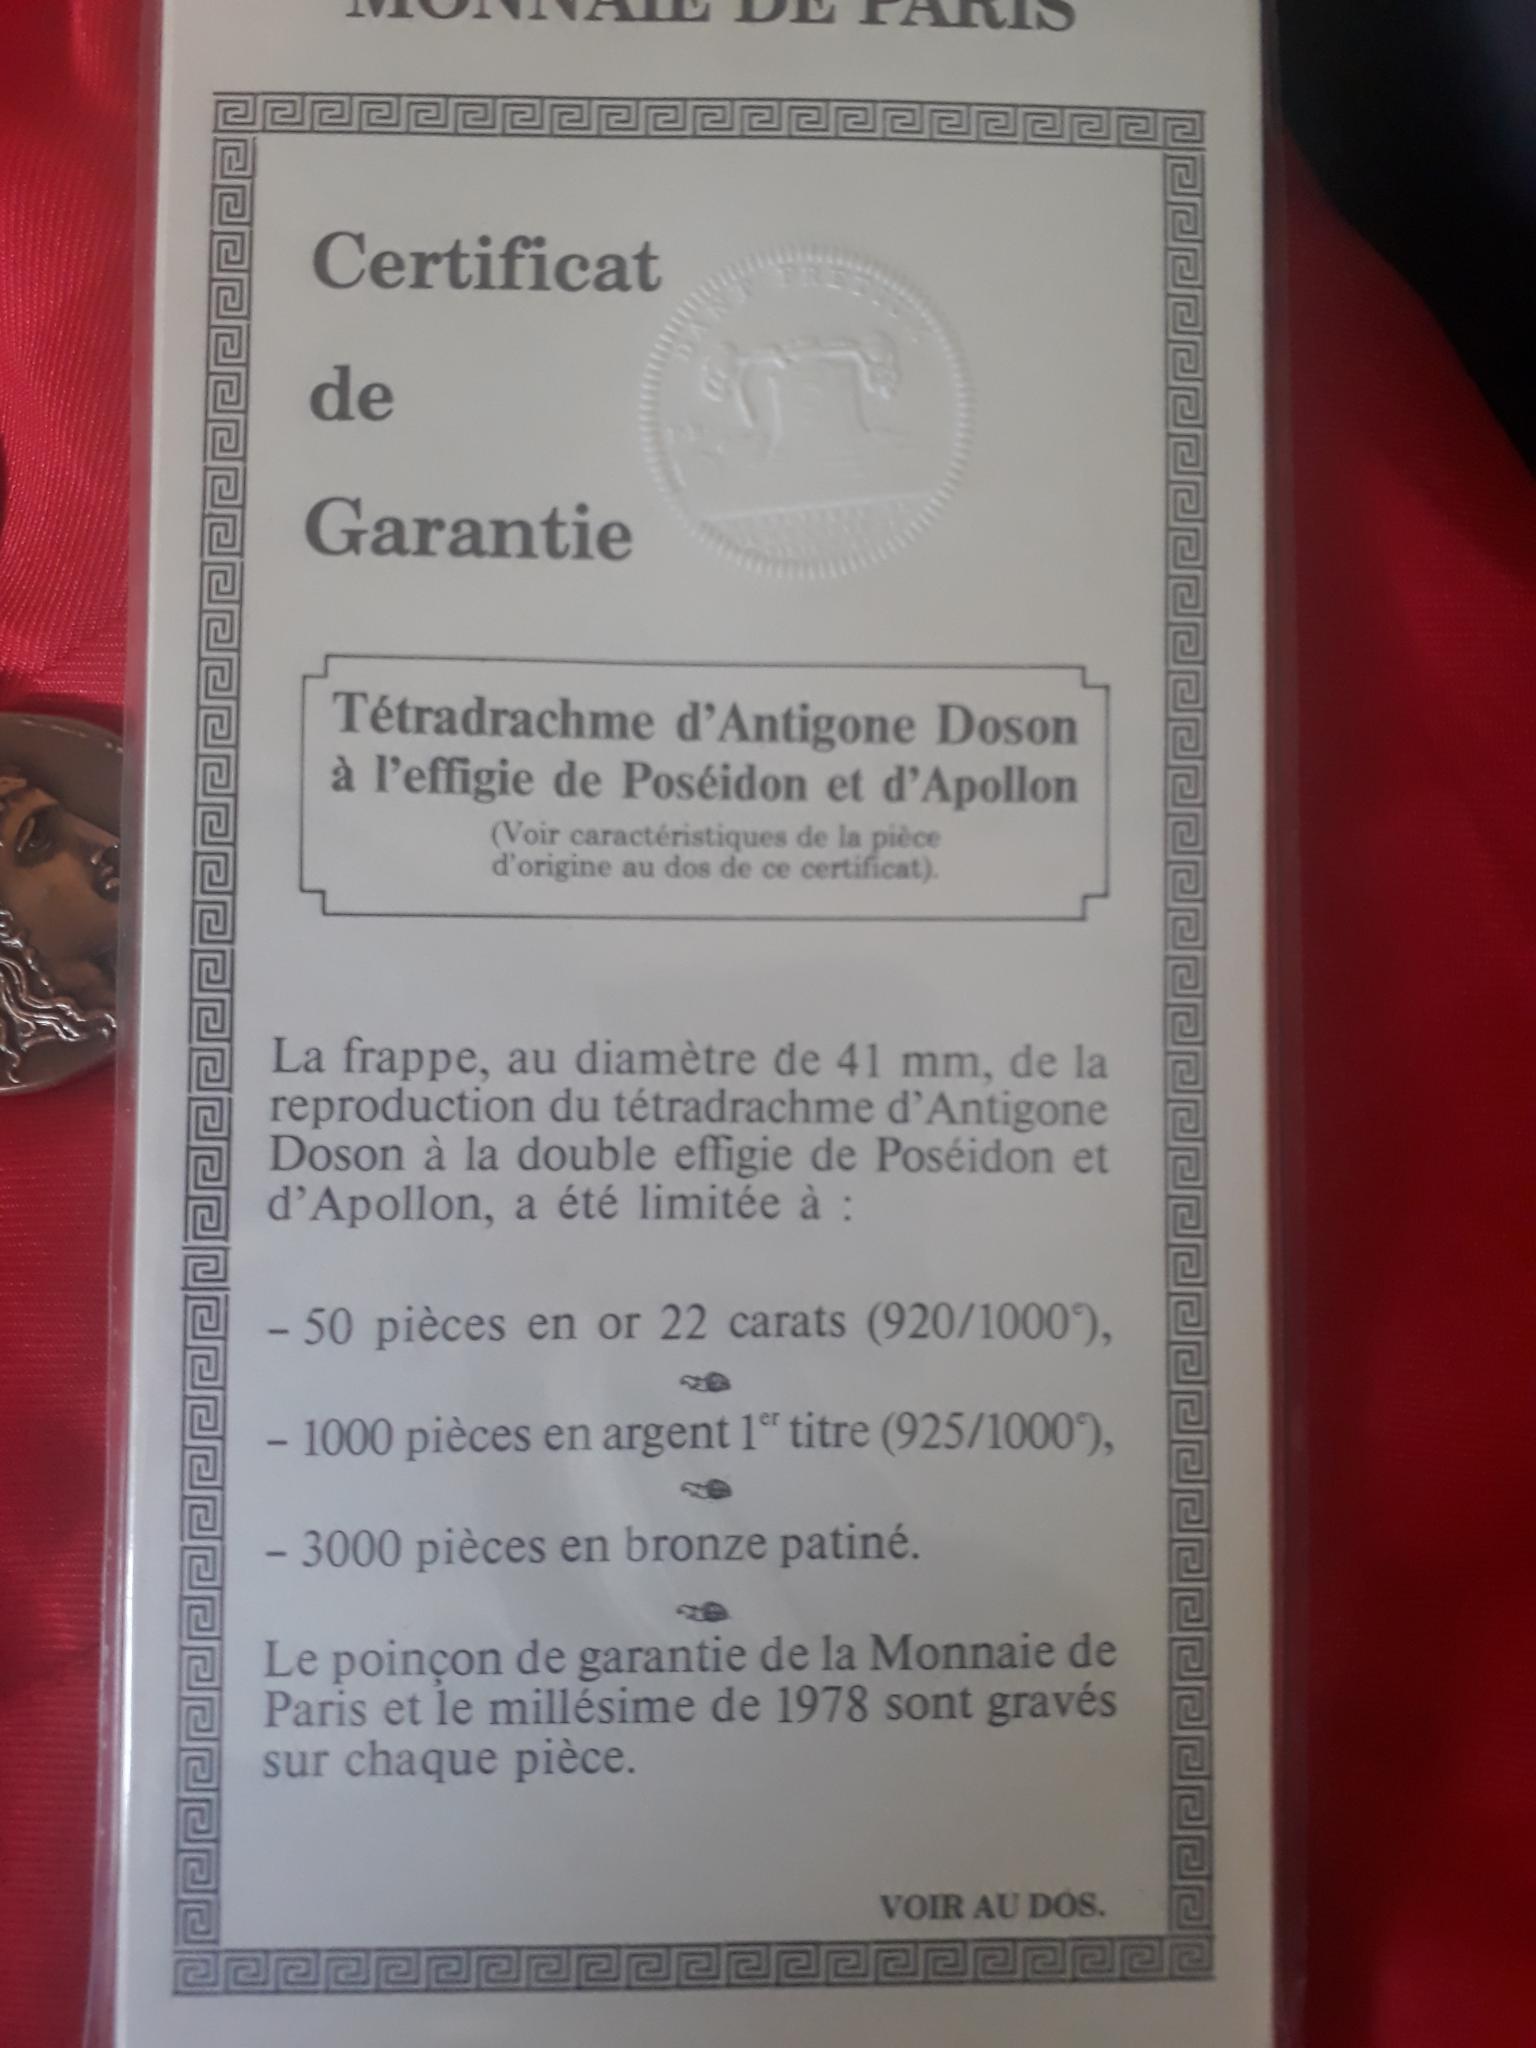 MONNAIE DE PARIS
Certificat
de
Garantie
Tétradrachme d'Antigone Doson
à l'effigie de Poséidon et d'Apollon
(Voir caractéristiques de la pièce
d'origine au dos de ce certificat).
La frappe, au diamètre de 41 mm, de la
reproduction du tétradrachme d'Antigone
Doson à la double effigie de Poséidon et
d'Apollon, a été limitée à :
– 50 pièces en or 22 carats (920/1000e),
– 1000 pièces en argent 1er titre (925/1000e),
– 3000 pièces en bronze patiné.
Le poinçon de garantie de la Monnaie de
Paris et le millésime de 1978 sont gravés
sur chaque pièce.
VOIR AU DOS.